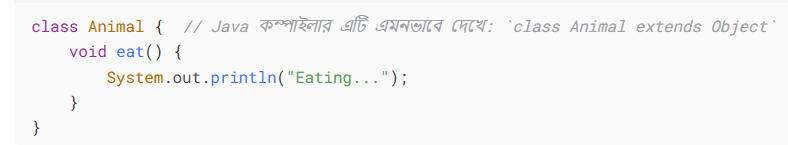 class Animal {  // Java কম্পাইলার এটি এমনভাবে দেখে: `class Animal extends Object`
    void eat() {
        System.out.println("Eating...");
    }
}